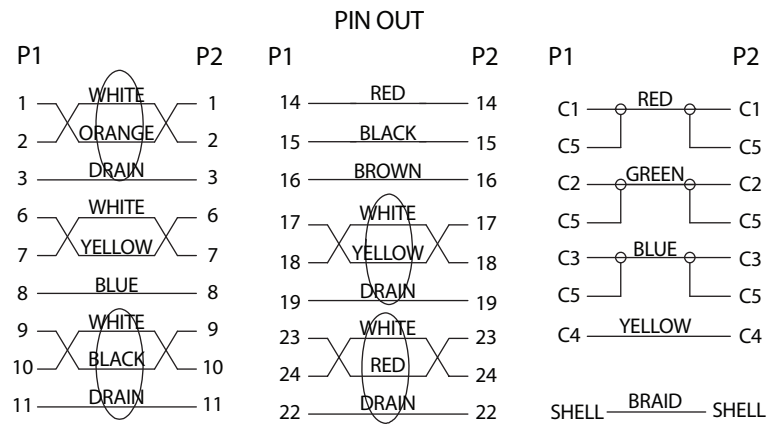 PIN OUT
P1 P2
1 WHITE 1
2 ORANGE 2
3 DRAIN 3
6 WHITE 6
7 YELLOW 7
8 BLUE 8
9 WHITE 9
10 BLACK 10
11 DRAIN 11
P1 P2
14 RED 14
15 BLACK 15
16 BROWN 16
17 WHITE 17
18 YELLOW 18
19 DRAIN 19
23 WHITE 23
24 RED 24
22 DRAIN 22
P1 P2
C1 RED C1
C5 C5
C2 GREEN C2
C5 C5
C3 BLUE C3
C5 C5
C4 YELLOW C4
SHELL BRAID SHELL